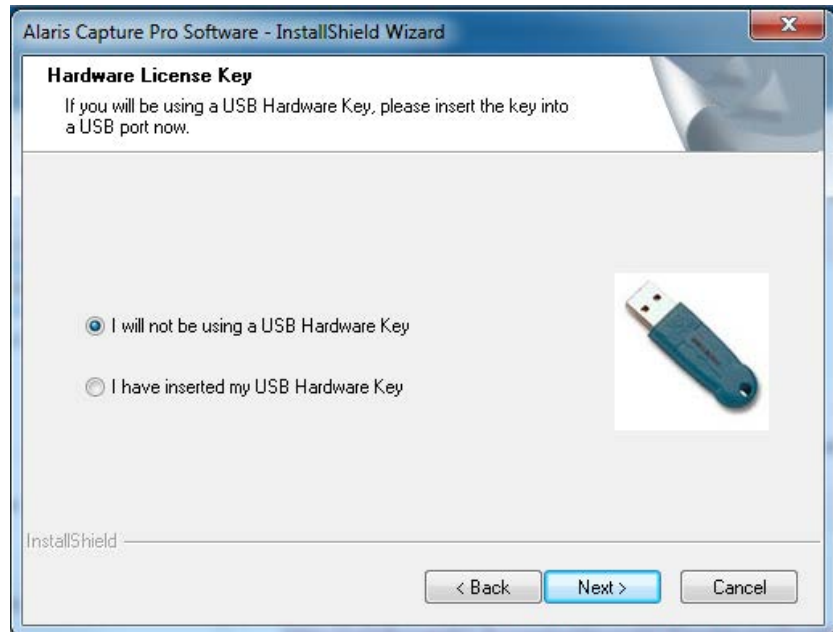 Alaris Capture Pro Software - InstallShield Wizard
Hardware License Key
If you will be using a USB Hardware Key, please insert the key into
a USB port now.
I will not be using a USB Hardware Key
I have inserted my USB Hardware Key
InstallShield
< Back Next > Cancel